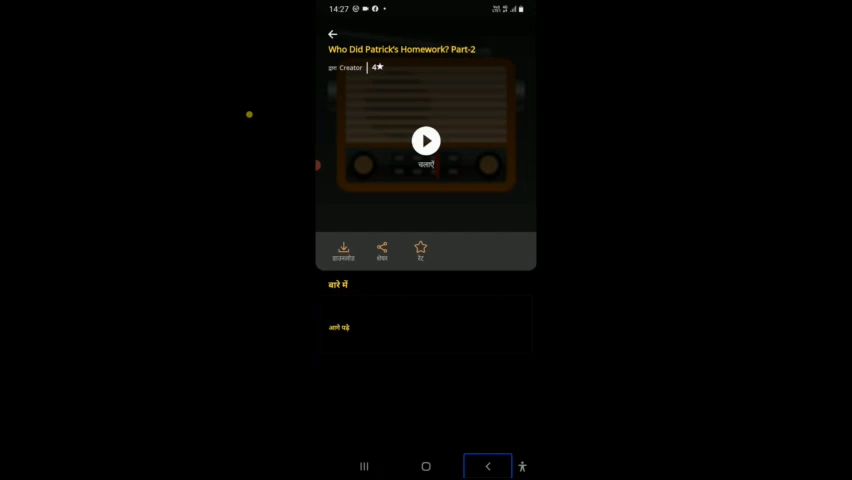 14:27
Who Did Patrick's Homework? Part-2
द्वारा Creator | 4★
चलाऐं
डाउनलोड शेयर रेट
बारे में
आगे पढ़े